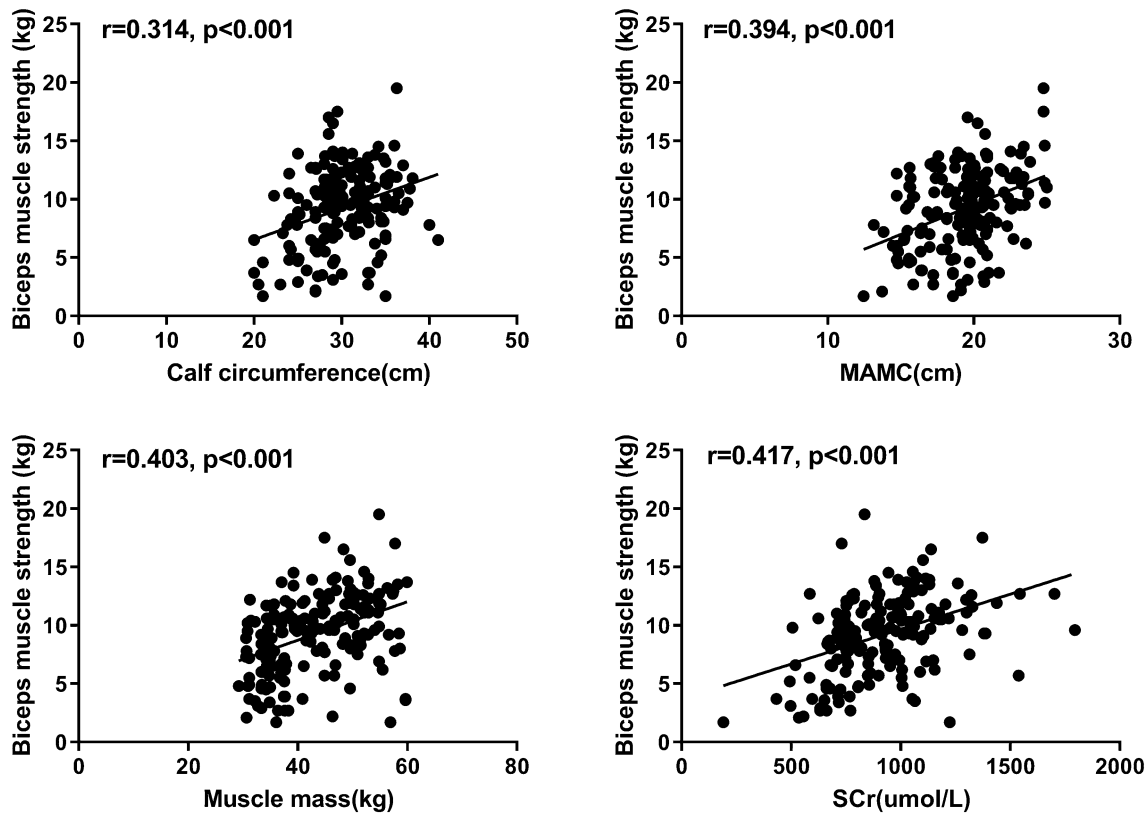 r=0.314, p<0.001
Biceps muscle strength (kg)
25
20
15
10
5
0
0 10 20 30 40 50
Calf circumference(cm)
r=0.394, p<0.001
Biceps muscle strength (kg)
25
20
15
10
5
0
0 10 20 30
MAMC(cm)
r=0.403, p<0.001
Biceps muscle strength (kg)
25
20
15
10
5
0
0 20 40 60 80
Muscle mass(kg)
r=0.417, p<0.001
Biceps muscle strength (kg)
25
20
15
10
5
0
0 500 1000 1500 2000
SCr(umol/L)